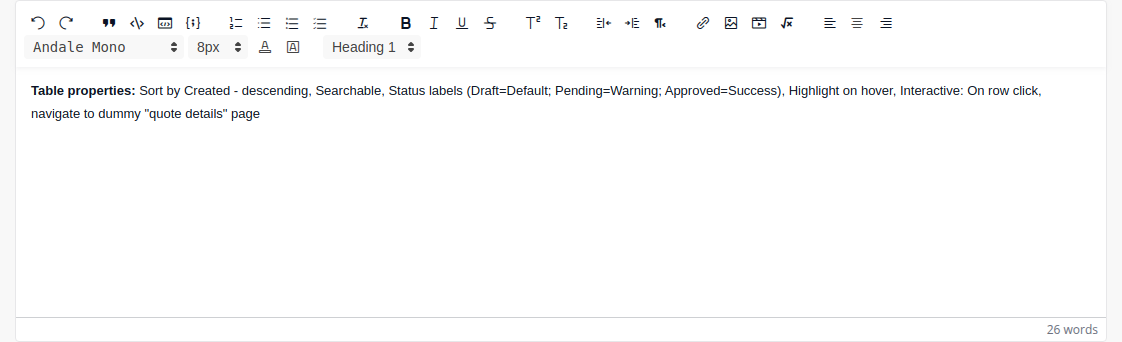 Andale Mono 8px Heading 1
Table properties: Sort by Created - descending, Searchable, Status labels (Draft=Default; Pending=Warning; Approved=Success), Highlight on hover, Interactive: On row click,
navigate to dummy "quote details" page
26 words